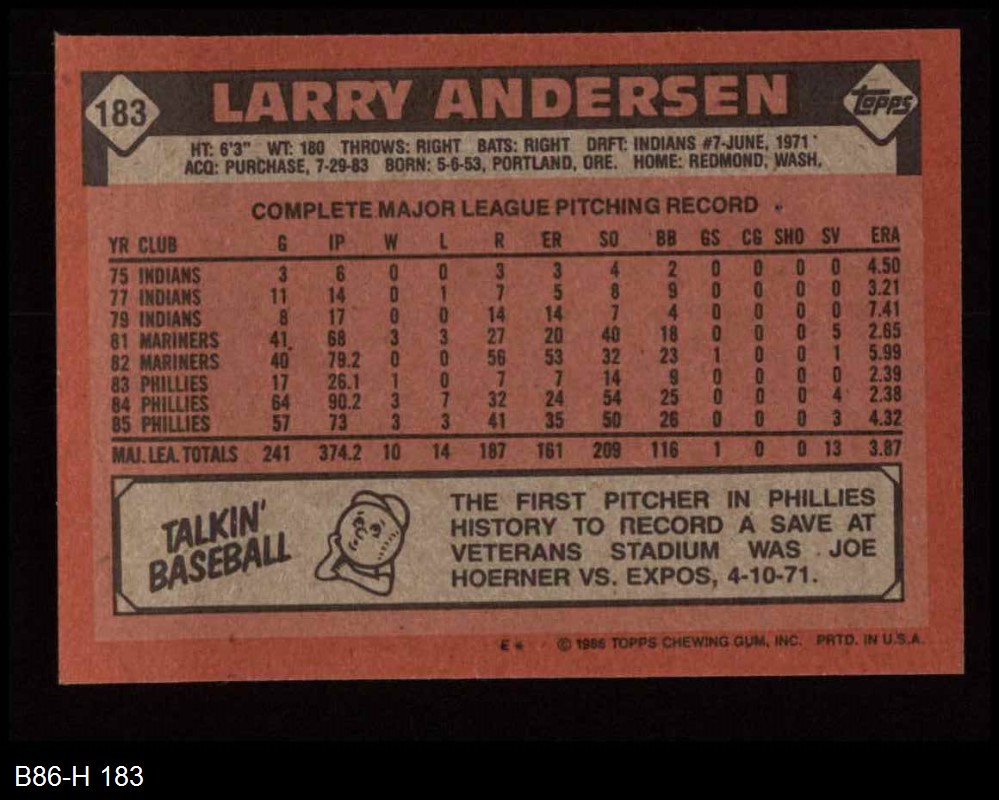 183
LARRY ANDERSEN
topps
HT: 6'3" WT: 180 THROWS: RIGHT BATS: RIGHT DRFT: INDIANS #7-JUNE, 1971
ACQ: PURCHASE, 7-29-83 BORN: 5-6-53, PORTLAND, ORE. HOME: REDMOND, WASH.
COMPLETE MAJOR LEAGUE PITCHING RECORD
YR CLUB G IP W L R ER SO BB GS CG SHO SV ERA
75 INDIANS 3 6 0 0 3 3 4 2 0 0 0 0 4.50
77 INDIANS 11 14 0 1 7 5 8 9 0 0 0 0 3.21
79 INDIANS 8 17 0 0 14 14 7 4 0 0 0 0 7.41
81 MARINERS 41 68 3 3 27 20 40 18 0 0 0 5 2.65
82 MARINERS 40 79.2 0 0 56 53 32 23 1 0 0 1 5.99
83 PHILLIES 17 26.1 1 0 7 7 14 9 0 0 0 0 2.39
84 PHILLIES 64 90.2 3 7 32 24 54 25 0 0 0 4 2.38
85 PHILLIES 57 73 3 3 41 35 50 26 0 0 0 3 4.32
MAJ. LEA. TOTALS 241 374.2 10 14 187 161 209 116 1 0 0 13 3.87
TALKIN'
BASEBALL
THE FIRST PITCHER IN PHILLIES
HISTORY TO RECORD A SAVE AT
VETERANS STADIUM WAS JOE
HOERNER VS. EXPOS, 4-10-71.
E* © 1986 TOPPS CHEWING GUM, INC. PRTD. IN U.S.A.
B86-H 183